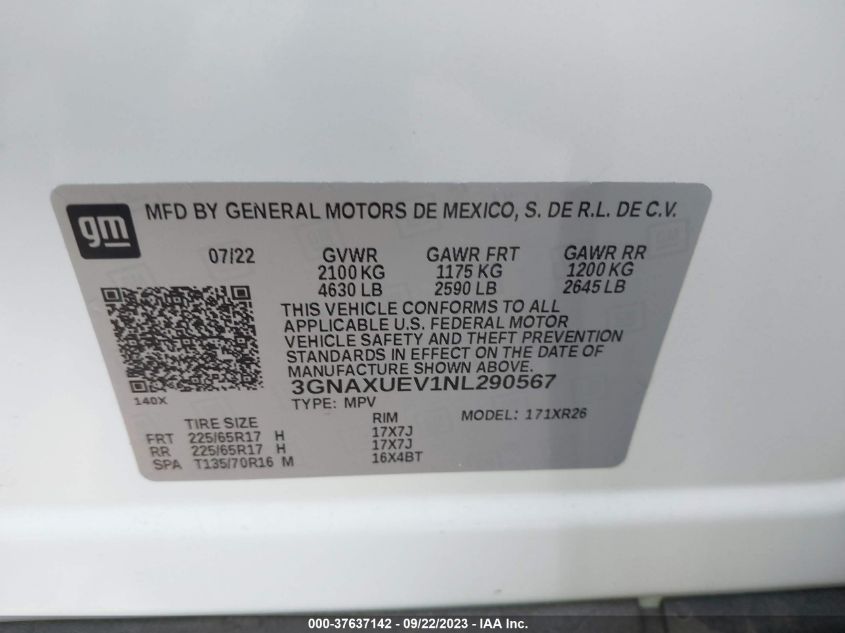 gm
MFD BY GENERAL MOTORS DE MEXICO, S. DE R.L. DE C.V.
07/22 GVWR GAWR FRT GAWR RR
2100 KG 1175 KG 1200 KG
4630 LB 2590 LB 2645 LB
THIS VEHICLE CONFORMS TO ALL
APPLICABLE U.S. FEDERAL MOTOR
VEHICLE SAFETY AND THEFT PREVENTION
STANDARDS IN EFFECT ON THE DATE OF
MANUFACTURE SHOWN ABOVE.
3GNAXUEV1NL290567
140X
TYPE: MPV
MODEL: 171XR26
TIRE SIZE RIM
FRT 225/65R17 H 17X7J
RR 225/65R17 H 17X7J
SPA T135/70R16 M 16X4BT
000-37637142 - 09/22/2023 - IAA Inc.